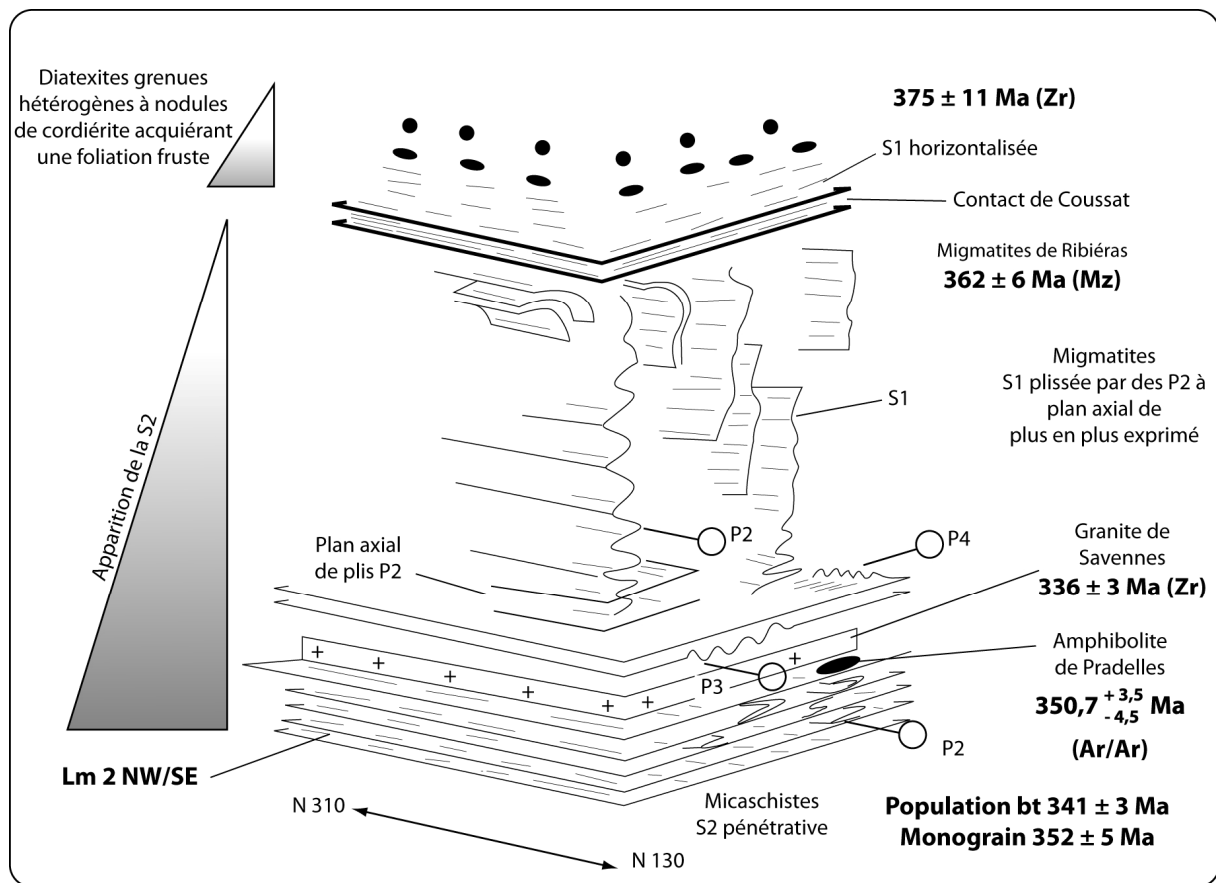 Diatexites grenues
hétérogènes à nodules
de cordiérite acquiérant
une foliation fruste
375 ± 11 Ma (Zr)
S1 horizontalisée
Contact de Coussat
Migmatites de Ribiéras
362 ± 6 Ma (Mz)
Migmatites
S1 plissée par des P2 à
plan axial de
plus en plus exprimé
S1
Apparition de la S2
P2
P4
Plan axial
de plis P2
Granite de
Savennes
336 ± 3 Ma (Zr)
Amphibolite
de Pradelles
350,7 + 3,5 - 4,5 Ma
(Ar/Ar)
P3
P2
Lm 2 NW/SE
N 310
N 130
Micaschistes
S2 pénétrative
Population bt 341 ± 3 Ma
Monograin 352 ± 5 Ma